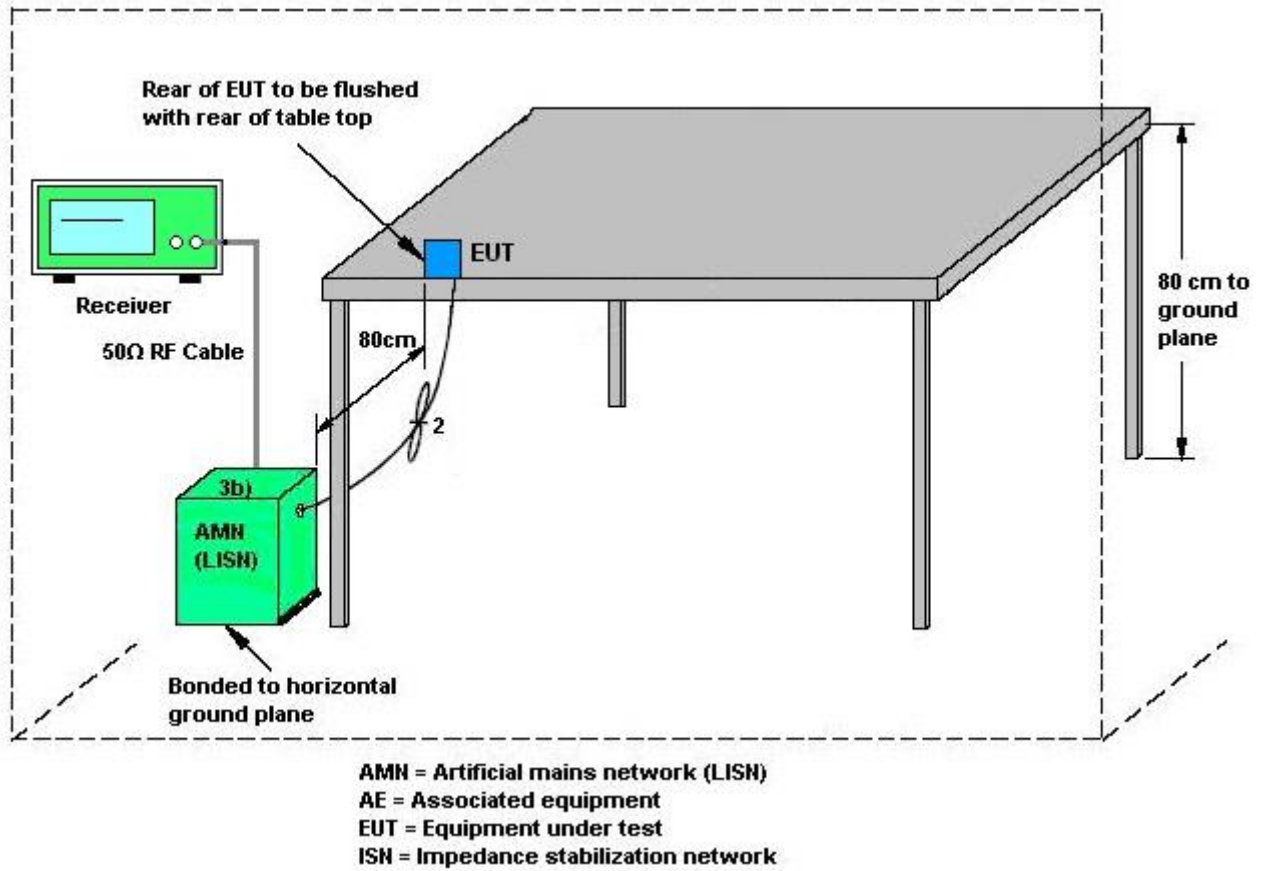 Rear of EUT to be flushed
with rear of table top
EUT
Receiver
50Ω RF Cable
80cm
80 cm to
ground
plane
2
3b)
AMN
(LISN)
Bonded to horizontal
ground plane
AMN = Artificial mains network (LISN)
AE = Associated equipment
EUT = Equipment under test
ISN = Impedance stabilization network